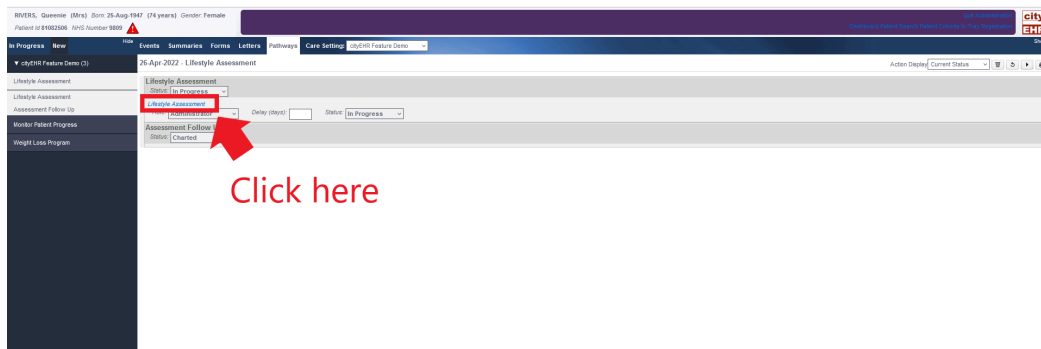 RIVERS, Queenie (Mrs) Born: 25-Aug-1947 (74 years) Gender: Female
Patient Id 81082506 NHS Number 9809
city
EHR
In Progress New Hide Events Summaries Forms Letters Pathways Care Setting: cityEHR Feature Demo
▼ cityEHR Feature Demo (3) 26-Apr-2022 - Lifestyle Assessment Action Display Current Status
Lifestyle Assessment
Lifestyle Assessment
Assessment Follow Up
Monitor Patient Progress
Weight Loss Program
Lifestyle Assessment
Status: In Progress
Lifestyle Assessment
Administrator Delay (days): Status: In Progress
Assessment Follow
Status: Charted
Click here